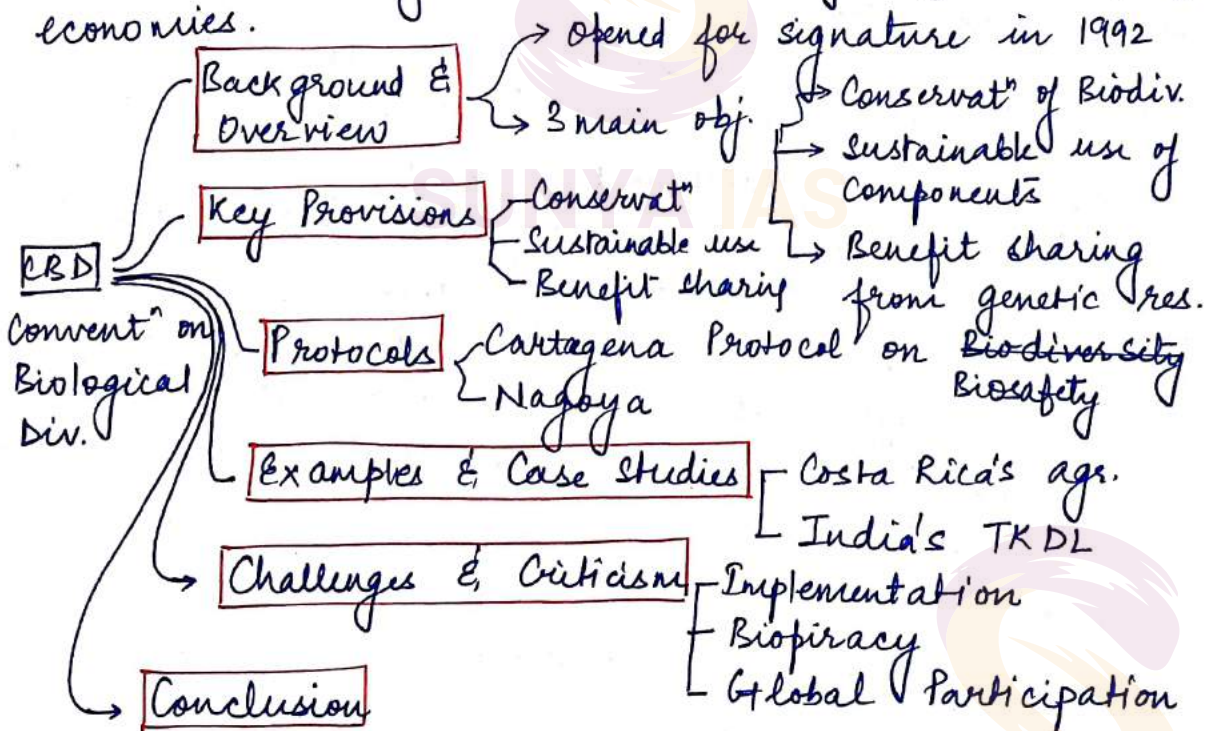 economies.
Background & Overview
→ opened for signature in 1992
→ 3 main obj.
→ Conservatⁿ of Biodiv.
→ sustainable use of Components
→ Benefit sharing from genetic res.
Key Provisions
Conservatⁿ
Sustainable use
Benefit sharing
CBD
Conventⁿ on
Biological
Div.
Protocols
Cartagena Protocol on Biodiversity Biosafety
Nagoya
Examples & Case Studies
Costa Rica's agr.
India's TKDL
Challenges & Criticism
Implementation
Biopiracy
Global Participation
Conclusion
SUNYA IAS